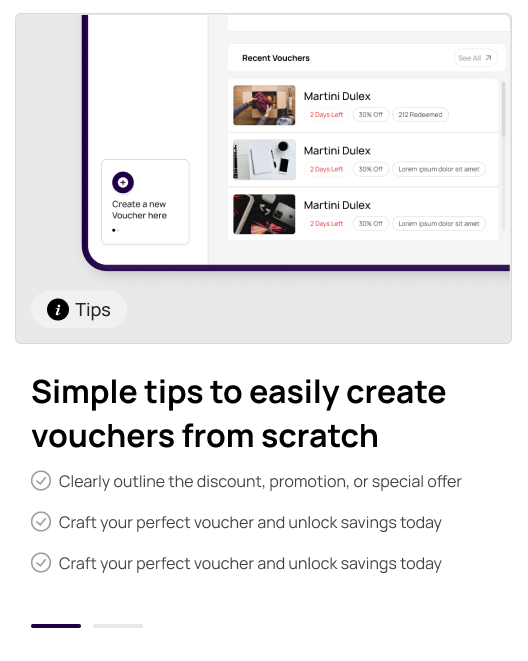 Recent Vouchers
See All
Martini Dulex
2 Days Left 30% Off 212 Redeemed
Martini Dulex
2 Days Left 30% Off Lorem ipsum dolor sit amet
Martini Dulex
2 Days Left 30% Off Lorem ipsum dolor sit amet
Create a new
Voucher here
i Tips
Simple tips to easily create
vouchers from scratch
Clearly outline the discount, promotion, or special offer
Craft your perfect voucher and unlock savings today
Craft your perfect voucher and unlock savings today